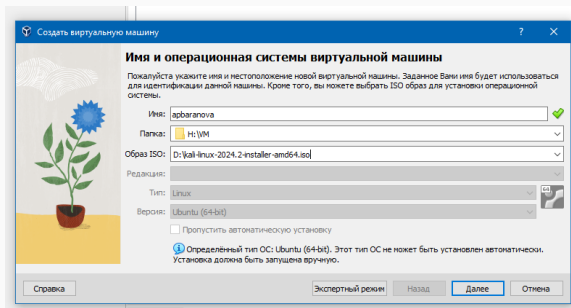 Создать виртуальную машину
Имя и операционная системы виртуальной машины
Пожалуйста укажите имя и местоположение новой виртуальной машины. Заданное Вами имя будет использоваться
для идентификации данной машины. Кроме того, вы можете выбрать ISO образ для установки операционной
системы.
Имя: apbaranova
Папка: H:\VM
Образ ISO: D:\kali-linux-2024.2-installer-amd64.iso
Редакция:
Тип: Linux
Версия: Ubuntu (64-bit)
Пропустить автоматическую установку
Определённый тип ОС: Ubuntu (64-bit). Этот тип ОС не может быть установлен автоматически.
Установка должна быть запущена вручную.
Справка Экспертный режим Назад Далее Отмена